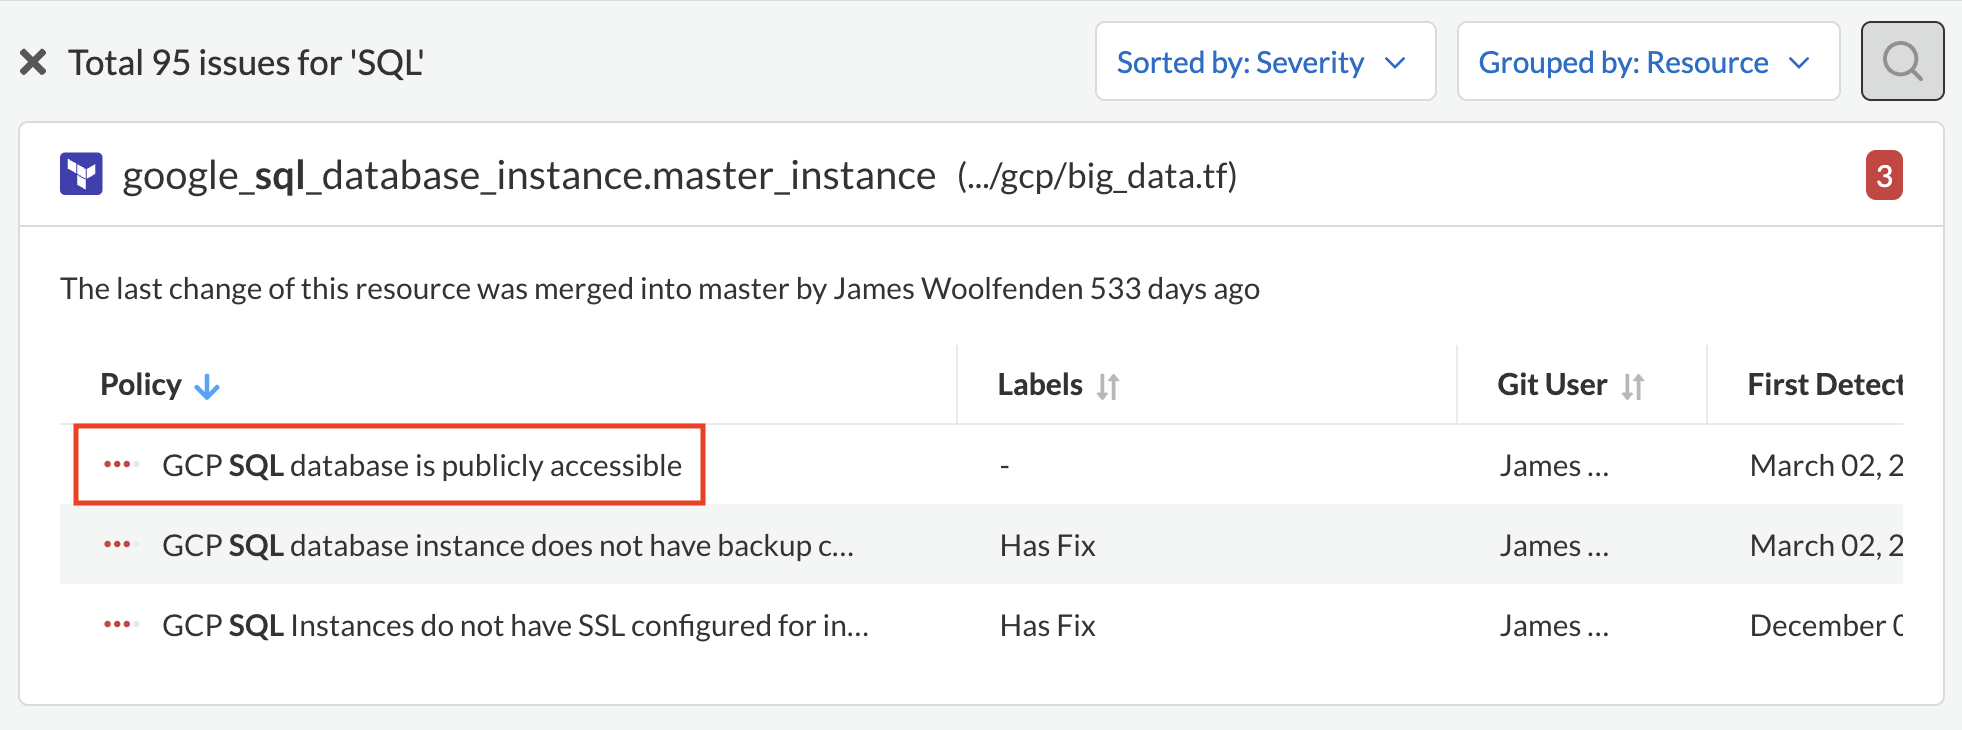 Total 95 issues for 'SQL'
Sorted by: Severity
Grouped by: Resource
google_sql_database_instance.master_instance (.../gcp/big_data.tf)
3
The last change of this resource was merged into master by James Woolfenden 533 days ago
Policy Labels Git User First Detect
GCP SQL database is publicly accessible - James ... March 02, 2
GCP SQL database instance does not have backup c... Has Fix James ... March 02, 2
GCP SQL Instances do not have SSL configured for in... Has Fix James ... December 0